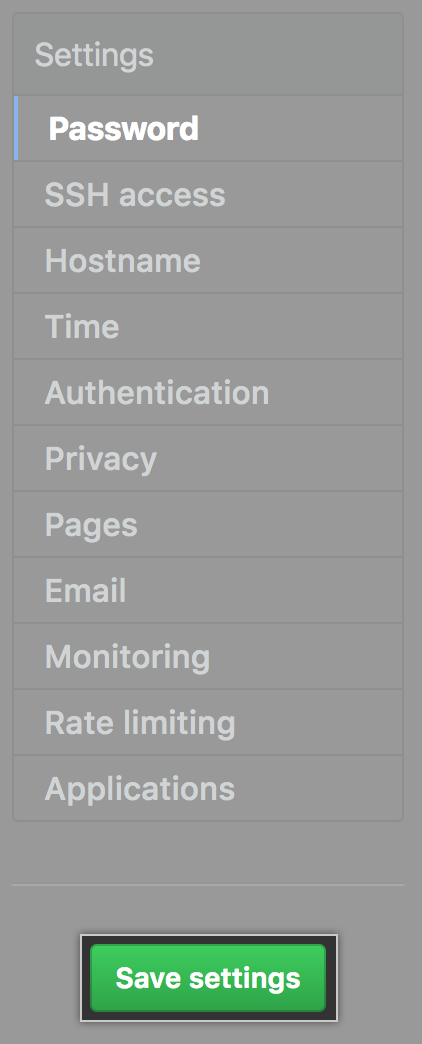 Settings
Password
SSH access
Hostname
Time
Authentication
Privacy
Pages
Email
Monitoring
Rate limiting
Applications
Save settings